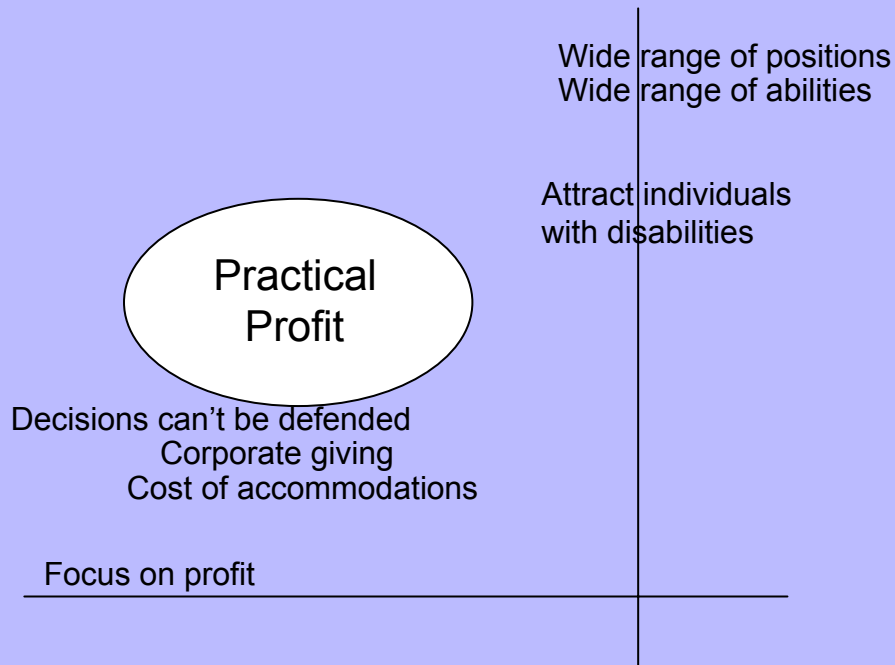 Wide range of positions
Wide range of abilities
Attract individuals
with disabilities
Practical
Profit
Decisions can’t be defended
Corporate giving
Cost of accommodations
Focus on profit